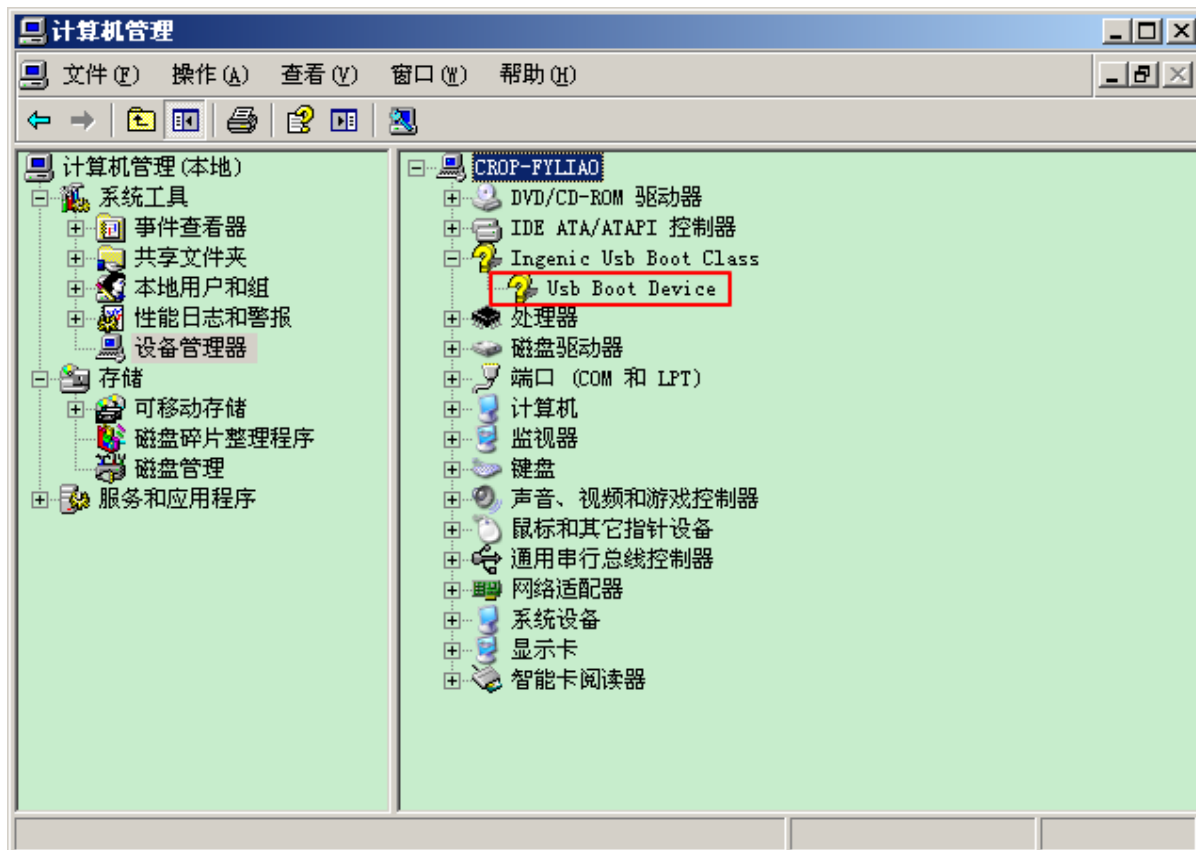 计算机管理
文件(F) 操作(A) 查看(V) 窗口(W) 帮助(H)
计算机管理(本地)
系统工具
事件查看器
共享文件夹
本地用户和组
性能日志和警报
设备管理器
存储
可移动存储
磁盘碎片整理程序
磁盘管理
服务和应用程序
CROP-FYLIAO
DVD/CD-ROM 驱动器
IDE ATA/ATAPI 控制器
Ingenic Usb Boot Class
Usb Boot Device
处理器
磁盘驱动器
端口 (COM 和 LPT)
计算机
监视器
键盘
声音、视频和游戏控制器
鼠标和其它指针设备
通用串行总线控制器
网络适配器
系统设备
显示卡
智能卡阅读器